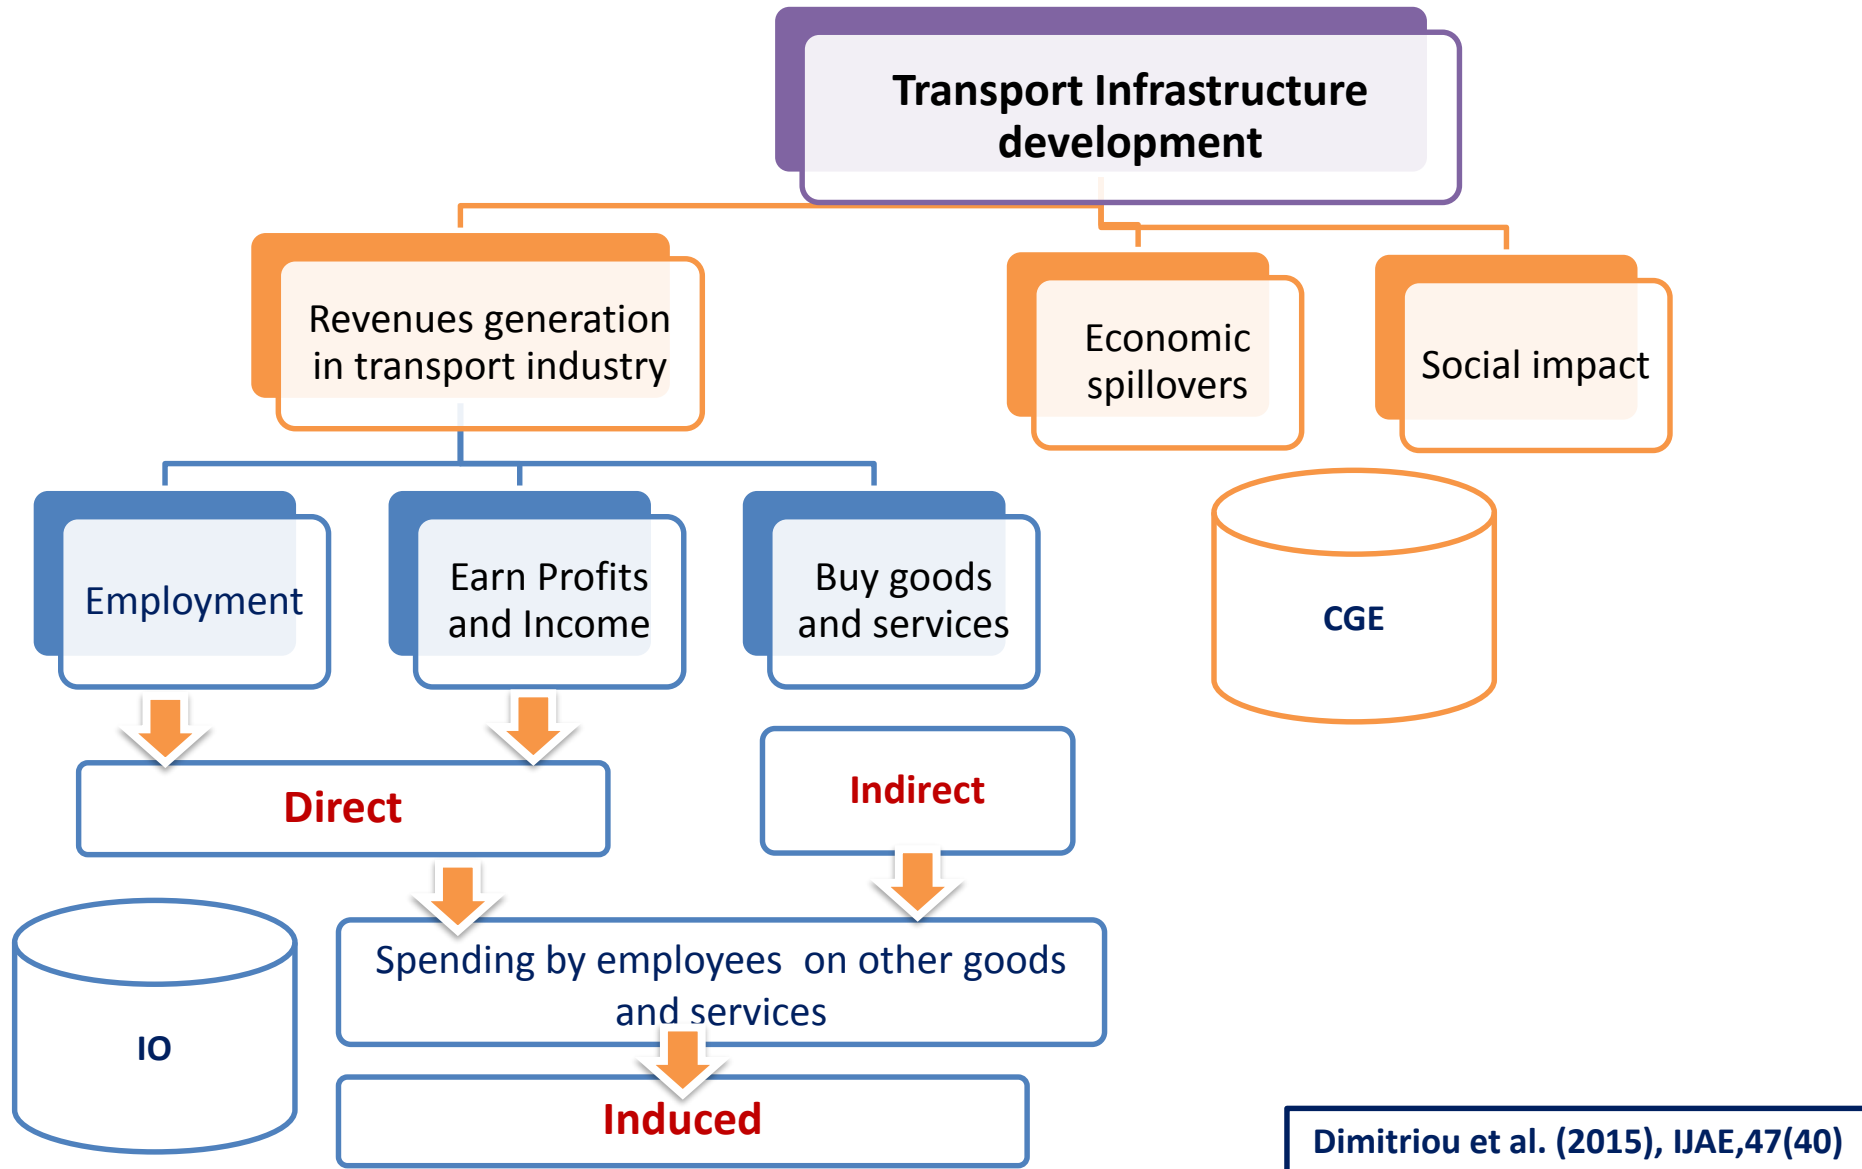 Transport Infrastructure
development
Revenues generation
in transport industry
Economic
spillovers
Social impact
Employment
Earn Profits
and Income
Buy goods
and services
CGE
Direct
Indirect
Spending by employees  on other goods
and services
IO
Induced
Dimitriou et al. (2015), IJAE,47(40)